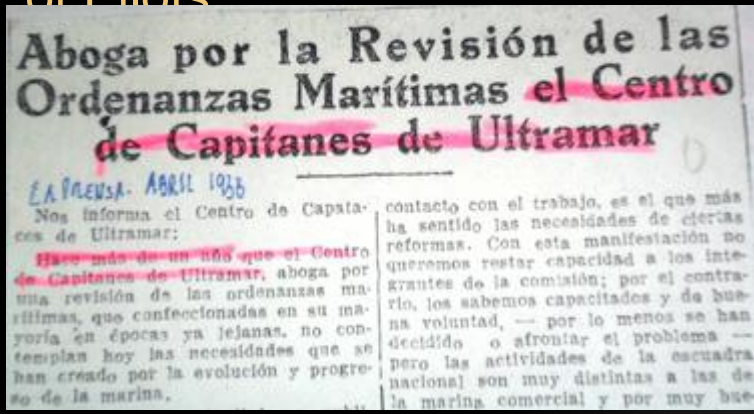 Aboga por la Revisión de las
Ordenanzas Marítimas el Centro
de Capitanes de Ultramar
LA PRENSA. ABRIL 1933
Nos informa el Centro de Capata-
ces de Ultramar:
Hace más de un año que el Centro
de Capitanes de Ultramar, aboga por
una revisión de las ordenanzas ma-
rítimas, que confeccionadas en su ma-
yoría en épocas ya lejanas, no con-
templan hoy las necesidades que se
han creado por la evolución y progre-
so de la marina.
contacto con el trabajo, es el que más
ha sentido las necesidades de ciertas
reformas. Con esta manifestación no
queremos restar capacidad a los inte-
grantes de la comisión; por el contra-
rio, los sabemos capacitados y de bue-
na voluntad, — por lo menos se han
decidido o afrontar el problema —
pero las actividades de la escuadra
nacional son muy distintas a las de
la marina comercial y por muy bue